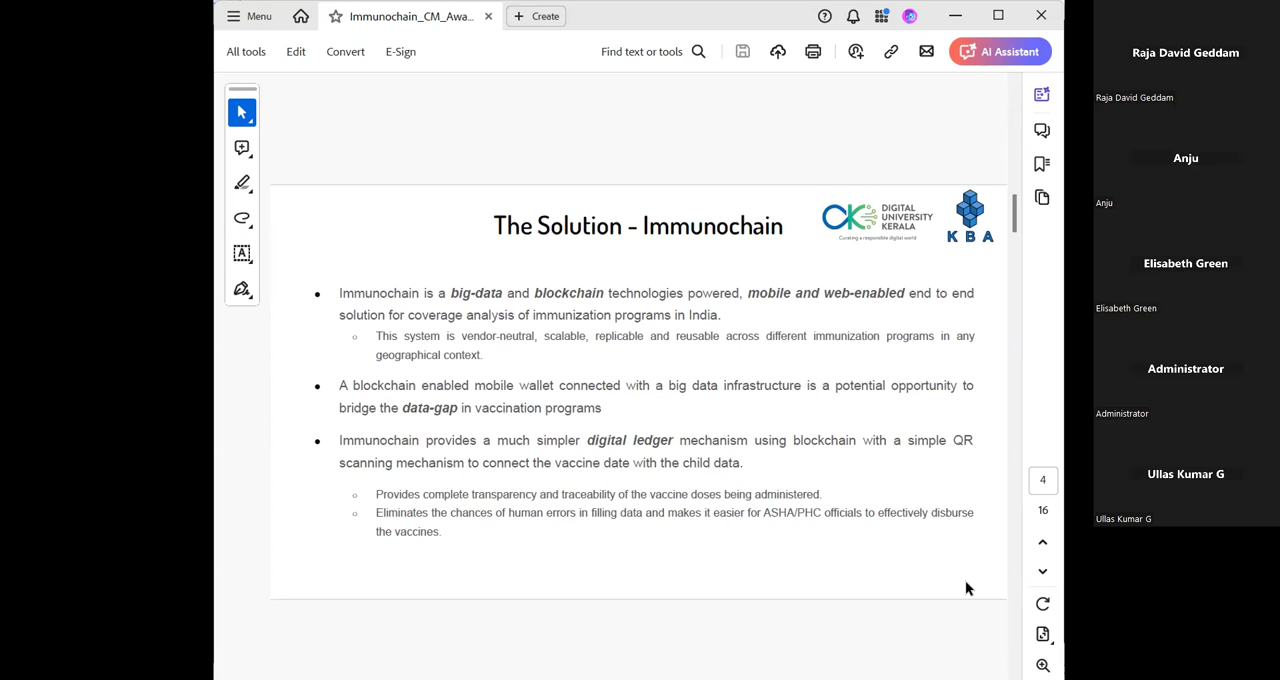 Menu
Immunochain_CM_Awa...
Create
All tools
Edit
Convert
E-Sign
Find text or tools
AI Assistant
The Solution - Immunochain
DIGITAL
UNIVERSITY
KERALA
Curating a responsible digital world
K B A
• Immunochain is a big-data and blockchain technologies powered, mobile and web-enabled end to end
solution for coverage analysis of immunization programs in India.
○ This system is vendor-neutral, scalable, replicable and reusable across different immunization programs in any
geographical context.
• A blockchain enabled mobile wallet connected with a big data infrastructure is a potential opportunity to
bridge the data-gap in vaccination programs
• Immunochain provides a much simpler digital ledger mechanism using blockchain with a simple QR
scanning mechanism to connect the vaccine date with the child data.
○ Provides complete transparency and traceability of the vaccine doses being administered.
○ Eliminates the chances of human errors in filling data and makes it easier for ASHA/PHC officials to effectively disburse
the vaccines.
4
16
Raja David Geddam
Raja David Geddam
Anju
Anju
Elisabeth Green
Elisabeth Green
Administrator
Administrator
Ullas Kumar G
Ullas Kumar G